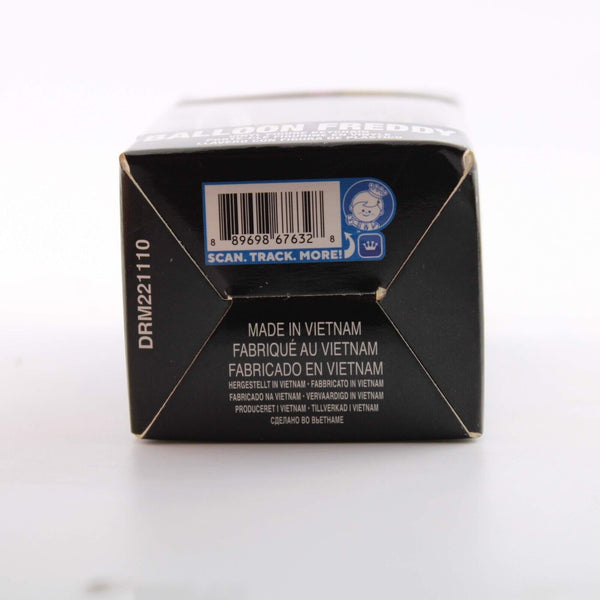 BALLOON FREDDY
8 89698 67632 8
SCAN. TRACK. MORE!
DRM221110
MADE IN VIETNAM
FABRIQUÉ AU VIETNAM
FABRICADO EN VIETNAM
HERGESTELLT IN VIETNAM · FABBRICATO IN VIETNAM
FABRICADO NA VIETNAM · VERVAARDIGD IN VIETNAM
PRODUCERET I VIETNAM · TILLVERKAD I VIETNAM
СДЕЛАНО ВО ВЬЕТНАМЕ